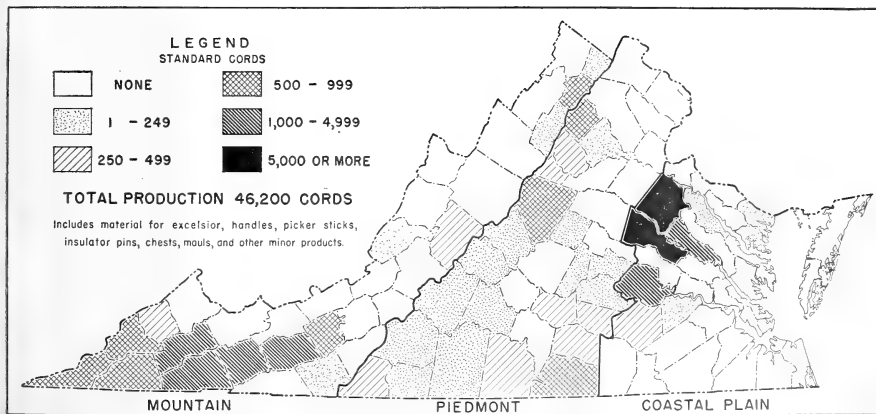 LEGEND
STANDARD CORDS
NONE
1 - 249
250 - 499
500 - 999
1,000 - 4,999
5,000 OR MORE
TOTAL PRODUCTION 46,200 CORDS
Includes material for excelsior, handles, picker sticks,
insulator pins, chests, mauls, and other minor products.
MOUNTAIN PIEDMONT COASTAL PLAIN